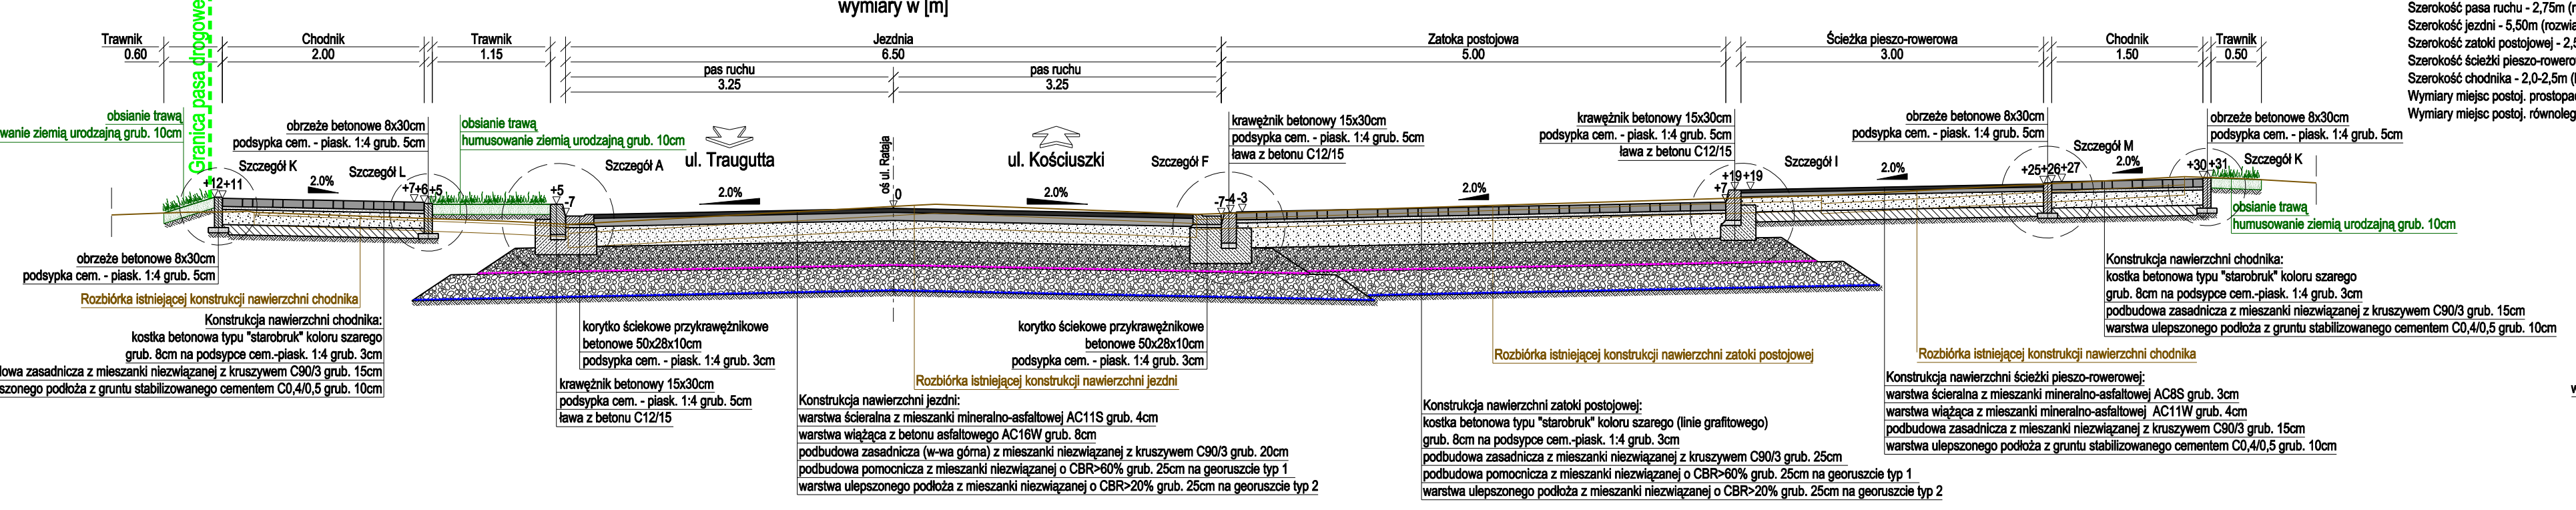 wymiary w [m]
Trawnik
0.60
Chodnik
2.00
Trawnik
1.15
Jezdnia
6.50
pas ruchu
3.25
pas ruchu
3.25
Zatoka postojowa
5.00
Ścieżka pieszo-rowerowa
3.00
Chodnik
1.50
Trawnik
0.50
Szerokość pasa ruchu - 2,75m
Szerokość jezdni - 5,50m
Szerokość zatoki postojowej -
Szerokość ścieżki
Szerokość chodnika - 2,0-2,5m
Wymiary miejsc postoj.
Wymiary miejsc postoj.
Granica pasa
obsianie trawą
ziemią urodzajną grub. 10cm
obrzeże betonowe 8x30cm
podsypka cem. - piask. 1:4 grub. 5cm
obsianie trawą
humusowanie ziemią urodzajną grub. 10cm
ul. Traugutta
oś ul. Rataja
ul. Kościuszki
krawężnik betonowy 15x30cm
podsypka cem. - piask. 1:4 grub. 5cm
ława z betonu C12/15
krawężnik betonowy 15x30cm
podsypka cem. - piask. 1:4 grub. 5cm
ława z betonu C12/15
obrzeże betonowe 8x30cm
podsypka cem. - piask. 1:4 grub. 5cm
obrzeże betonowe 8x30cm
podsypka cem. - piask. 1:4 grub. 5cm
Szczegół K
Szczegół L
Szczegół A
Szczegół F
Szczegół I
Szczegół M
Szczegół K
+12 +11
2.0%
+7 +6 +5
+5
-7
2.0%
0
2.0%
-7 -4 -3
2.0%
+7
+19 +19
2.0%
+25 +26 +27
2.0%
+30 +31
obsianie trawą
humusowanie ziemią urodzajną grub. 10cm
obrzeże betonowe 8x30cm
podsypka cem. - piask. 1:4 grub. 5cm
Rozbiórka istniejącej konstrukcji nawierzchni chodnika
Konstrukcja nawierzchni chodnika:
kostka betonowa typu "starobruk" koloru szarego
grub. 8cm na podsypce cem.-piask. 1:4 grub. 3cm
zasadnicza z mieszanki niezwiązanej z kruszywem C90/3 grub. 15cm
podłoża z gruntu stabilizowanego cementem C0,4/0,5 grub. 10cm
korytko ściekowe przykrawężnikowe
betonowe 50x28x10cm
podsypka cem. - piask. 1:4 grub. 3cm
krawężnik betonowy 15x30cm
podsypka cem. - piask. 1:4 grub. 5cm
ława z betonu C12/15
korytko ściekowe przykrawężnikowe
betonowe 50x28x10cm
podsypka cem. - piask. 1:4 grub. 3cm
Rozbiórka istniejącej konstrukcji nawierzchni jezdni
Konstrukcja nawierzchni jezdni:
warstwa ścieralna z mieszanki mineralno-asfaltowej AC11S grub. 4cm
warstwa wiążąca z betonu asfaltowego AC16W grub. 8cm
podbudowa zasadnicza (w-wa górna) z mieszanki niezwiązanej z kruszywem C90/3 grub. 20cm
podbudowa pomocnicza z mieszanki niezwiązanej o CBR>60% grub. 25cm na georuszcie typ 1
warstwa ulepszonego podłoża z mieszanki niezwiązanej o CBR>20% grub. 25cm na georuszcie typ 2
Rozbiórka istniejącej konstrukcji nawierzchni zatoki postojowej
Konstrukcja nawierzchni zatoki postojowej:
kostka betonowa typu "starobruk" koloru szarego (linie grafitowego)
grub. 8cm na podsypce cem.-piask. 1:4 grub. 3cm
podbudowa zasadnicza z mieszanki niezwiązanej z kruszywem C90/3 grub. 25cm
podbudowa pomocnicza z mieszanki niezwiązanej o CBR>60% grub. 25cm na georuszcie typ 1
warstwa ulepszonego podłoża z mieszanki niezwiązanej o CBR>20% grub. 25cm na georuszcie typ 2
Rozbiórka istniejącej konstrukcji nawierzchni chodnika
Konstrukcja nawierzchni ścieżki pieszo-rowerowej:
warstwa ścieralna z mieszanki mineralno-asfaltowej AC8S grub. 3cm
warstwa wiążąca z mieszanki mineralno-asfaltowej AC11W grub. 4cm
podbudowa zasadnicza z mieszanki niezwiązanej z kruszywem C90/3 grub. 15cm
warstwa ulepszonego podłoża z gruntu stabilizowanego cementem C0,4/0,5 grub. 10cm
Konstrukcja nawierzchni chodnika:
kostka betonowa typu "starobruk" koloru szarego
grub. 8cm na podsypce cem.-piask. 1:4 grub. 3cm
podbudowa zasadnicza z mieszanki niezwiązanej z kruszywem C90/3 grub. 15cm
warstwa ulepszonego podłoża z gruntu stabilizowanego cementem C0,4/0,5 grub. 10cm